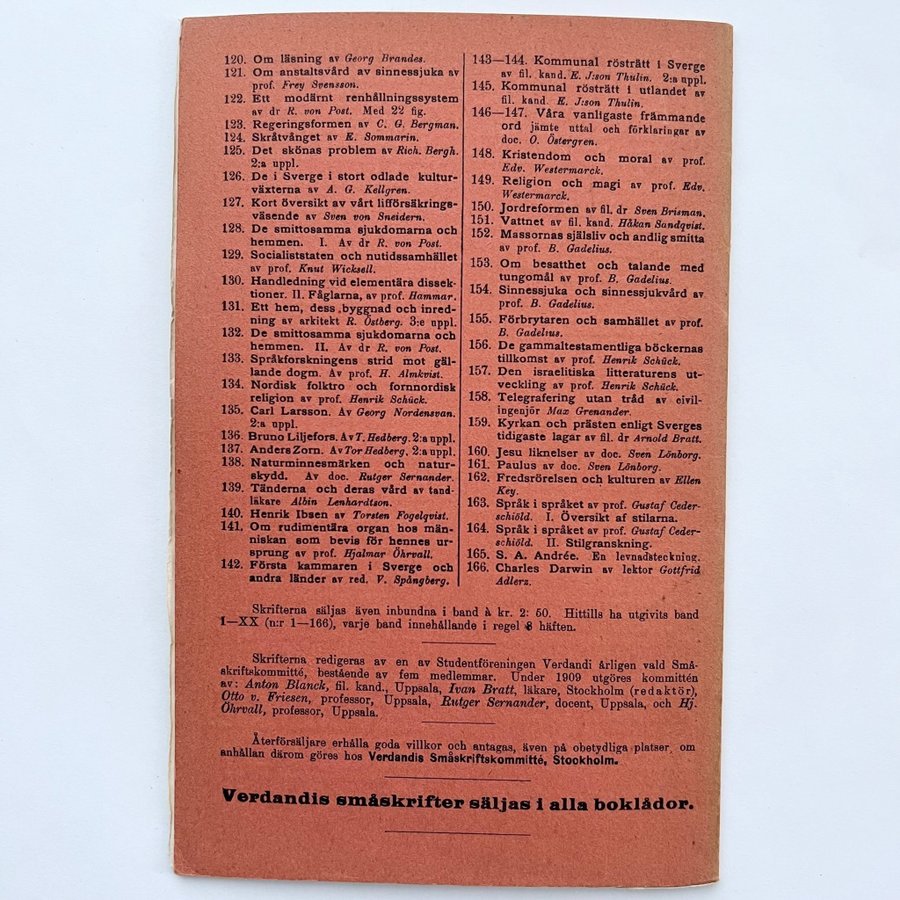 120. Om läsning av Georg Brandes.
121. Om anstaltsvård av sinnessjuka av
prof. Frey Svensson.
122. Ett modärnt renhållningssystem
av dr R. von Post. Med 22 fig.
123. Regeringsformen av C. G. Bergman.
124. Skråtvånget av E. Sommarin.
125. Det skönas problem av Rich. Bergh.
2:a uppl.
126. De i Sverge i stort odlade kultur-
växterna av A. G. Kellgren.
127. Kort översikt av vårt lifförsäkrings-
väsende av Sven von Sneidern.
128. De smittosamma sjukdomarna och
hemmen. I. Av dr R. von Post.
129. Socialiststaten och nutidssamhället
av prof. Knut Wicksell.
130. Handledning vid elementära dissek-
tioner. II. Fåglarna, av prof. Hammar.
131. Ett hem, dess byggnad och inred-
ning av arkitekt R. Östberg. 3:e uppl.
132. De smittosamma sjukdomarna och
hemmen. II. Av dr R. von Post.
133. Språkforskningens strid mot gäl-
lande dogm. Av prof. H. Almkvist.
134. Nordisk folktro och fornnordisk
religion av prof. Henrik Schück.
135. Carl Larsson. Av Georg Nordensvan.
2:a uppl.
136. Bruno Liljefors. Av T. Hedberg. 2:a uppl.
137. Anders Zorn. Av Tor Hedberg. 2:a uppl.
138. Naturminnesmärken och natur-
skydd. Av doc. Rutger Sernander.
139. Tänderna och deras vård av tand-
läkare Albin Lenhardtson.
140. Henrik Ibsen av Torsten Fogelqvist.
141. Om rudimentära organ hos män-
niskan som bevis för hennes ur-
sprung av prof. Hjalmar Öhrvall.
142. Första kammaren i Sverge och
andra länder av red. V. Spångberg.
143—144. Kommunal rösträtt i Sverge
av fil. kand. E. J:son Thulin. 2:a uppl.
145. Kommunal rösträtt i utlandet av
fil. kand. E. J:son Thulin.
146—147. Våra vanligaste främmande
ord jämte uttal och förklaringar av
doc. O. Östergren.
148. Kristendom och moral av prof.
Edv. Westermarck.
149. Religion och magi av prof. Edv.
Westermarck.
150. Jordreformen av fil. dr Sven Brisman.
151. Vattnet av fil. kand. Håkan Sandqvist.
152. Massornas själsliv och andlig smitta
av prof. B. Gadelius.
153. Om besatthet och talande med
tungomål av prof. B. Gadelius.
154. Sinnessjuka och sinnessjukvård av
prof. B. Gadelius.
155. Förbrytaren och samhället av prof.
B. Gadelius.
156. De gammaltestamentliga böckernas
tillkomst av prof. Henrik Schück.
157. Den israelitiska litteraturens ut-
veckling av prof. Henrik Schück.
158. Telegrafering utan tråd av civil-
ingenjör Max Grenander.
159. Kyrkan och prästen enligt Sverges
tidigaste lagar av fil. dr Arnold Bratt.
160. Jesu liknelser av doc. Sven Lönborg.
161. Paulus av doc. Sven Lönborg.
162. Fredsrörelsen och kulturen av Ellen
Key.
163. Språk i språket av prof. Gustaf Ceder-
schiöld. I. Översikt af stilarna.
164. Språk i språket av prof. Gustaf Ceder-
schiöld. II. Stilgranskning.
165. S. A. Andrée. En levnadsteckning.
166. Charles Darwin av lektor Gottfrid
Adlerz.
Skrifterna säljas även inbundna i band à kr. 2: 50. Hittills ha utgivits band
1—XX (n:r 1—166), varje band innehållande i regel 8 häften.
Skrifterna redigeras av en av Studentföreningen Verdandi årligen vald Små-
skriftskommitté, bestående av fem medlemmar. Under 1909 utgöres kommittén
av: Anton Blanck, fil. kand., Uppsala, Ivan Bratt, läkare, Stockholm (redaktör),
Otto v. Friesen, professor, Uppsala, Rutger Sernander, docent, Uppsala, och Hj.
Öhrvall, professor, Uppsala.
Återförsäljare erhålla goda villkor och antagas, även på obetydliga platser, om
anhållan därom göres hos Verdandis Småskriftskommitté, Stockholm.
Verdandis småskrifter säljas i alla boklådor.